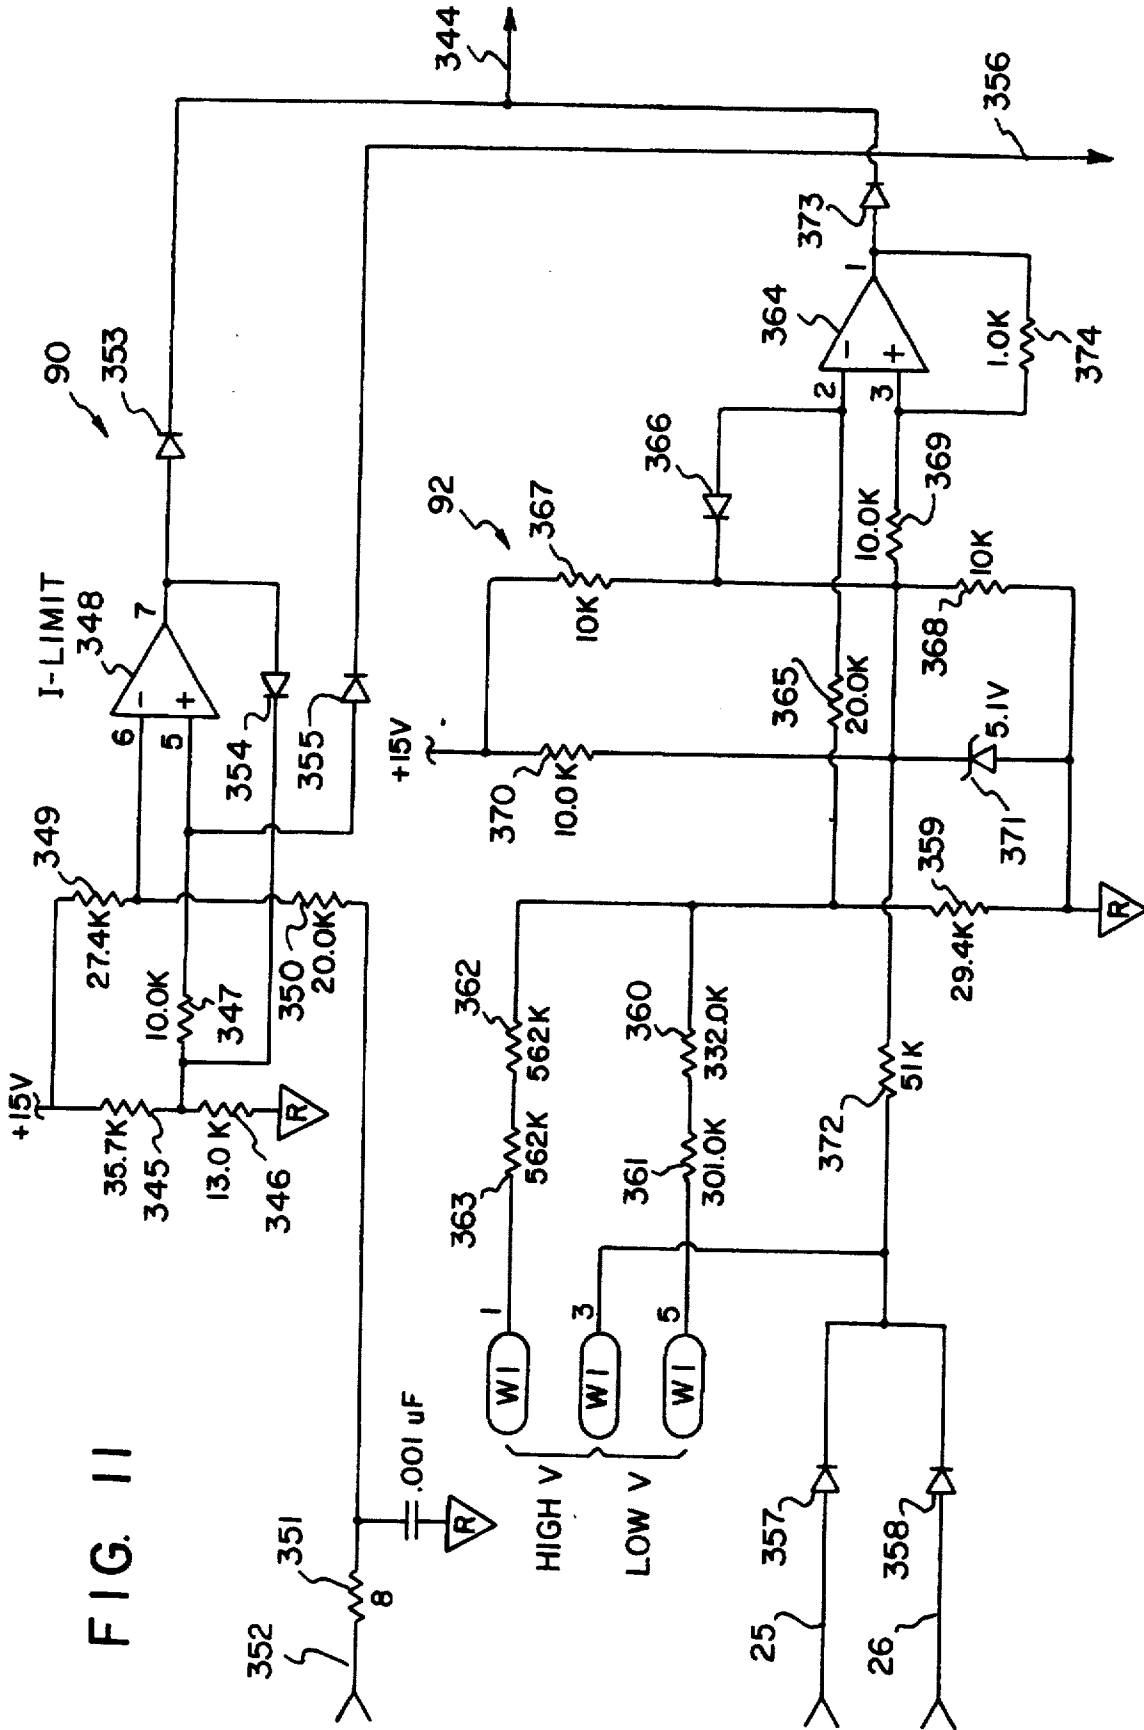 FIG. 11
90
I-LIMIT
348
353
344
349
27.4K
+15V
35.7K
345
13.0K
346
R
10.0K
347
350
20.0K
6
5
7
354
355
356
352
351
8
.001 uF
R
92
+15V
370
10.0K
367
10K
366
364
2
3
1
373
1.0K
374
365
20.0K
10.0K
369
10K
368
5.1V
371
359
29.4K
R
362
562K
363
562K
360
332.0K
361
301.0K
372
51K
W1
1
W1
3
W1
5
HIGH V
LOW V
357
358
25
26